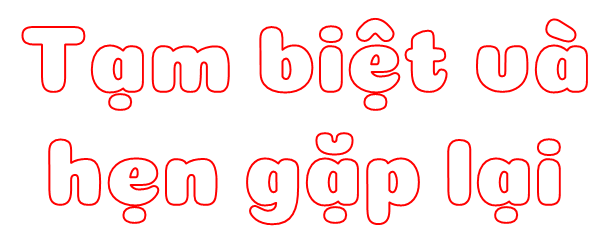 Tạm biệt và
hẹn gặp lại